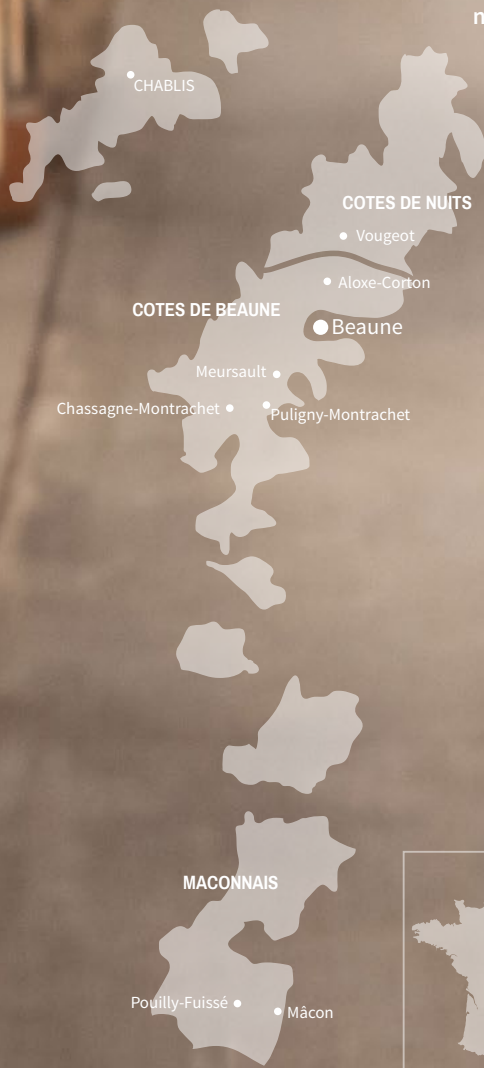 CHABLIS
COTES DE NUITS
Vougeot
Aloxe-Corton
COTES DE BEAUNE
Beaune
Meursault
Chassagne-Montrachet
Puligny-Montrachet
MACONNAIS
Pouilly-Fuissé
Mâcon